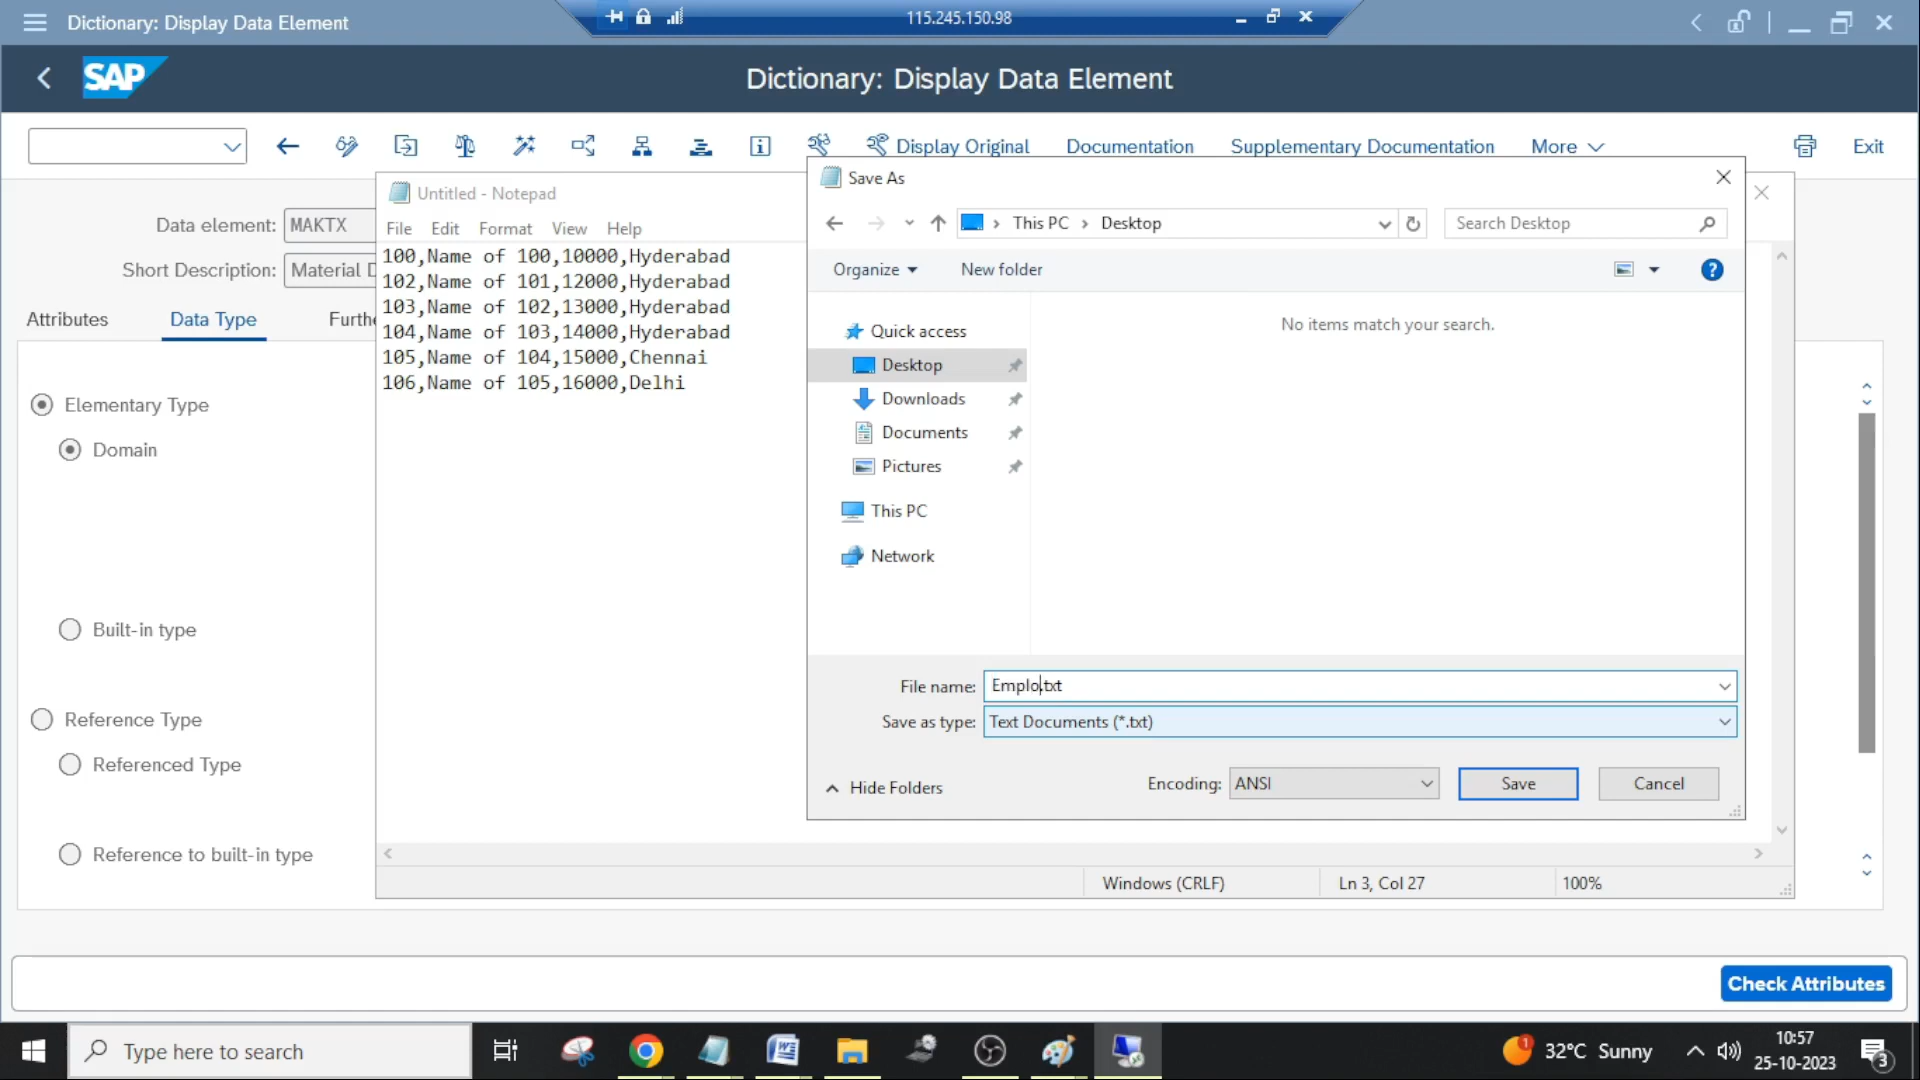 Dictionary: Display Data Element
115.245.150.98
SAP
Dictionary: Display Data Element
Display Original
Documentation
Supplementary Documentation
More
Exit
Data element:
MAKTX
Short Description:
Material D
Attributes
Data Type
Furthe
Elementary Type
Domain
Built-in type
Reference Type
Referenced Type
Reference to built-in type
Untitled - Notepad
File Edit Format View Help
100,Name of 100,10000,Hyderabad
102,Name of 101,12000,Hyderabad
103,Name of 102,13000,Hyderabad
104,Name of 103,14000,Hyderabad
105,Name of 104,15000,Chennai
106,Name of 105,16000,Delhi
Save As
This PC › Desktop
Search Desktop
Organize
New folder
?
Quick access
Desktop
Downloads
Documents
Pictures
This PC
Network
No items match your search.
File name: Emplo.txt
Save as type: Text Documents (*.txt)
Hide Folders
Encoding: ANSI
Save
Cancel
Windows (CRLF)
Ln 3, Col 27
100%
Check Attributes
Type here to search
1
32°C Sunny
10:57
25-10-2023
3